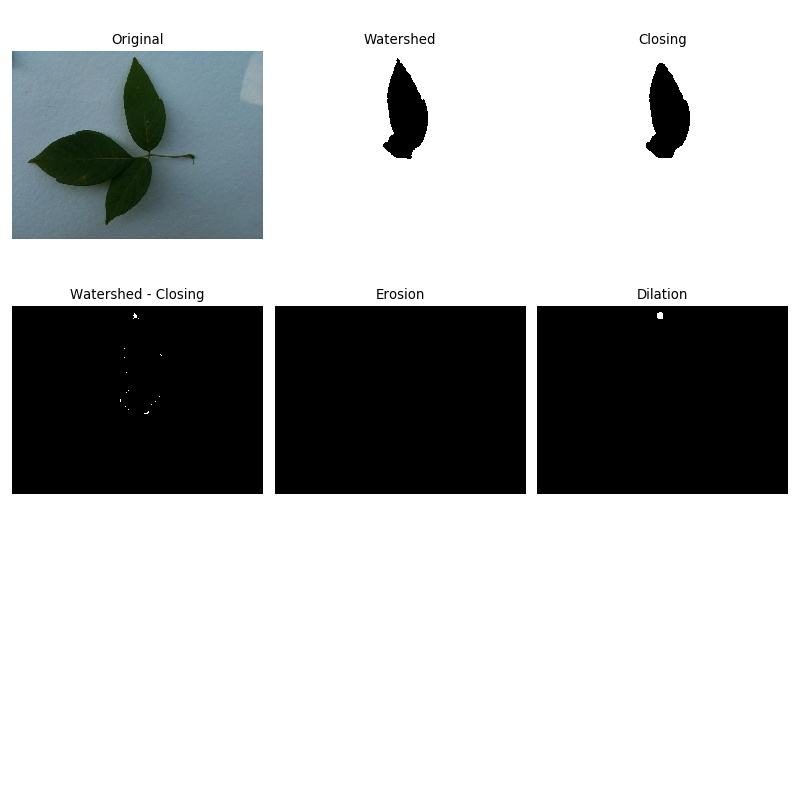 Original
Watershed
Closing
Watershed - Closing
Erosion
Dilation